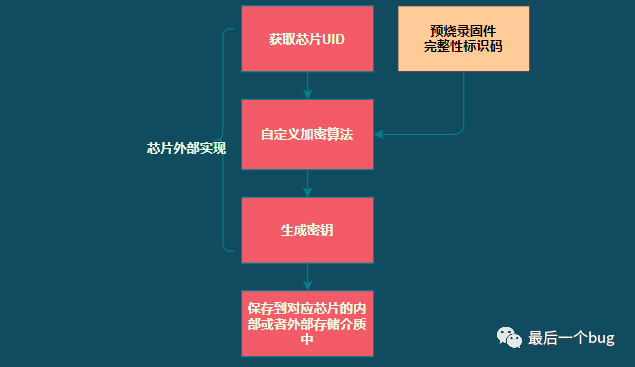 获取芯片UID
预烧录固件
完整性标识码
自定义加密算法
芯片外部实现
生成密钥
保存到对应芯片的内
部或者外部存储介质
中
最后一个bug